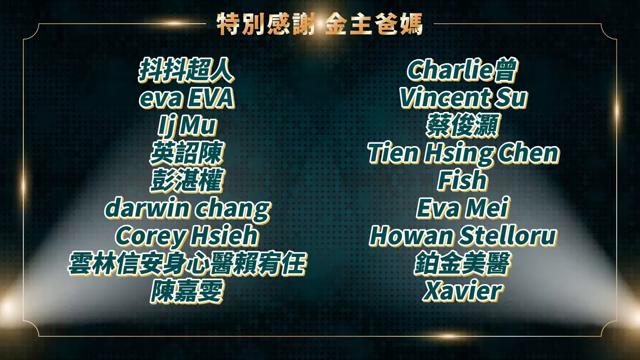 特別感謝 金主爸媽
抖抖超人
eva EVA
Ij Mu
英詔陳
彭湛權
darwin chang
Corey Hsieh
雲林信安身心醫賴宥任
陳嘉雯
Charlie曾
Vincent Su
蔡俊灝
Tien Hsing Chen
Fish
Eva Mei
Howan Stelloru
鉑金美醫
Xavier